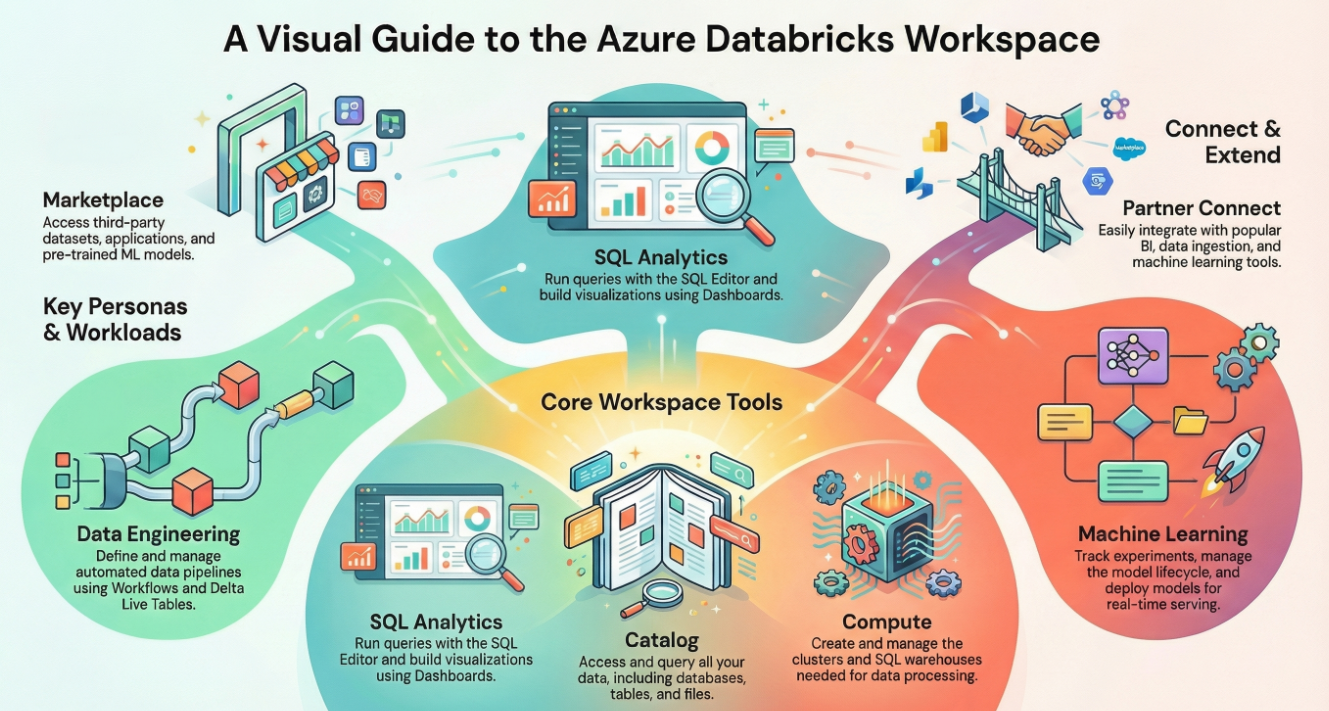 A Visual Guide to the Azure Databricks Workspace
Marketplace
Access third-party
datasets, applications, and
pre-trained ML models.
Key Personas
& Workloads
Data Engineering
Define and manage
automated data pipelines
using Workflows and Delta
Live Tables.
SQL Analytics
Run queries with the SQL Editor and
build visualizations using Dashboards.
Connect &
Extend
Partner Connect
Easily integrate with popular
BI, data ingestion, and
machine learning tools.
Core Workspace Tools
SQL Analytics
Run queries with the SQL
Editor and build visualizations
using Dashboards.
Catalog
Access and query all your
data, including databases,
tables, and files.
Compute
Create and manage the
clusters and SQL warehouses
needed for data processing.
Machine Learning
Track experiments, manage
the model lifecycle, and
deploy models for
real-time serving.